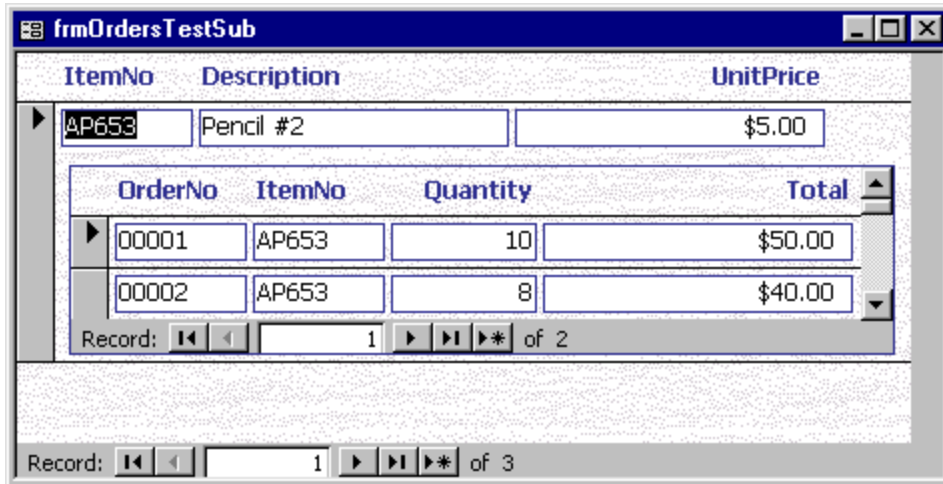 frmOrdersTestSub
ItemNo Description UnitPrice
AP653 Pencil #2 $5.00
OrderNo ItemNo Quantity Total
00001 AP653 10 $50.00
00002 AP653 8 $40.00
Record: 1 of 2
Record: 1 of 3